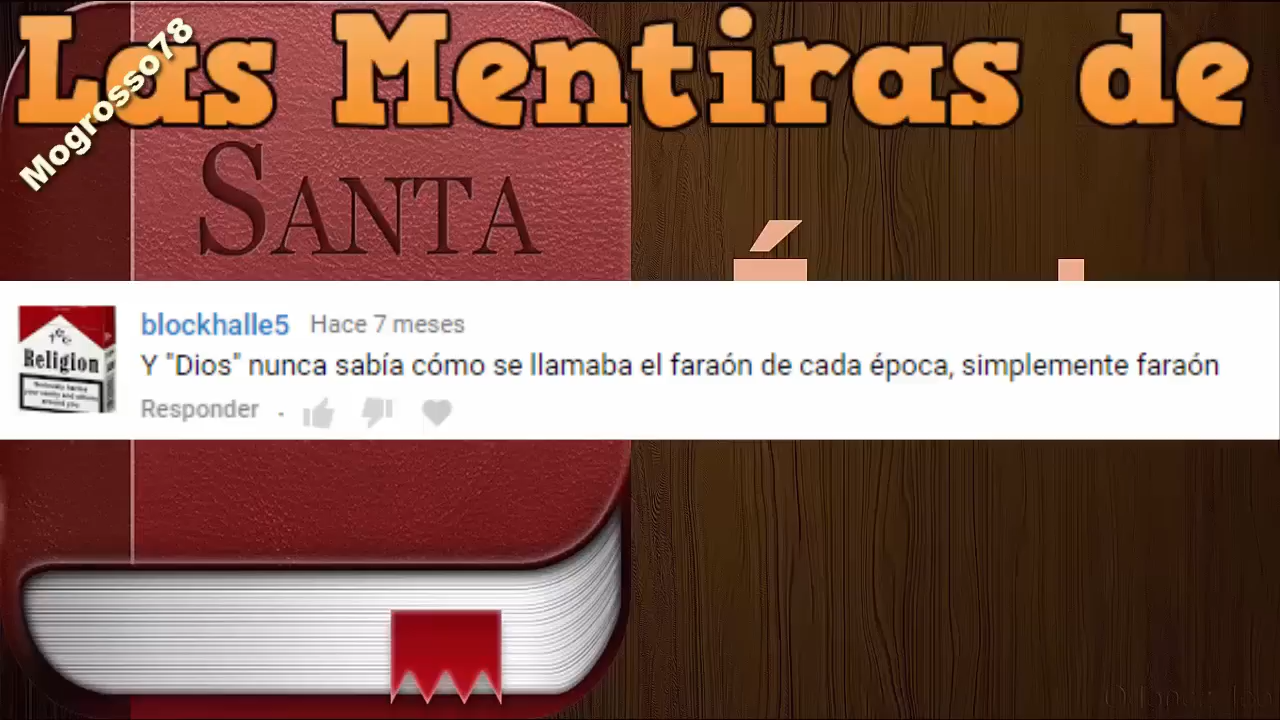 Las Mentiras de
Mogrosso78
SANTA
Religion
blockhalle5 Hace 7 meses
Y "Dios" nunca sabía cómo se llamaba el faraón de cada época, simplemente faraón
Responder